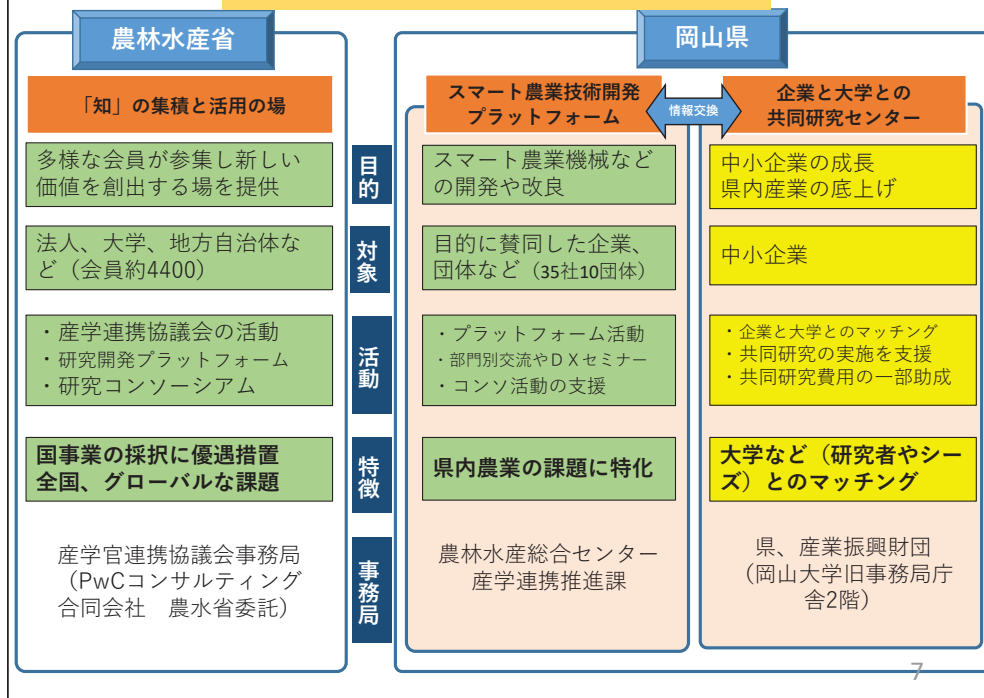 農林水産省
岡山県
「知」の集積と活用の場
スマート農業技術開発
プラットフォーム
情報交換
企業と大学との
共同研究センター
多様な会員が参集し新しい
価値を創出する場を提供
目的
スマート農業機械など
の開発や改良
中小企業の成長
県内産業の底上げ
法人、大学、地方自治体な
ど（会員約4400）
対象
目的に賛同した企業、
団体など（35社10団体）
中小企業
・産学連携協議会の活動
・研究開発プラットフォーム
・研究コンソーシアム
活動
・プラットフォーム活動
・部門別交流やＤＸセミナー
・コンソ活動の支援
・企業と大学とのマッチング
・共同研究の実施を支援
・共同研究費用の一部助成
国事業の採択に優遇措置
全国、グローバルな課題
特徴
県内農業の課題に特化
大学など（研究者やシー
ズ）とのマッチング
産学官連携協議会事務局
（PwCコンサルティング
合同会社　農水省委託）
事務局
農林水産総合センター
産学連携推進課
県、産業振興財団
（岡山大学旧事務局庁
舎2階）
7